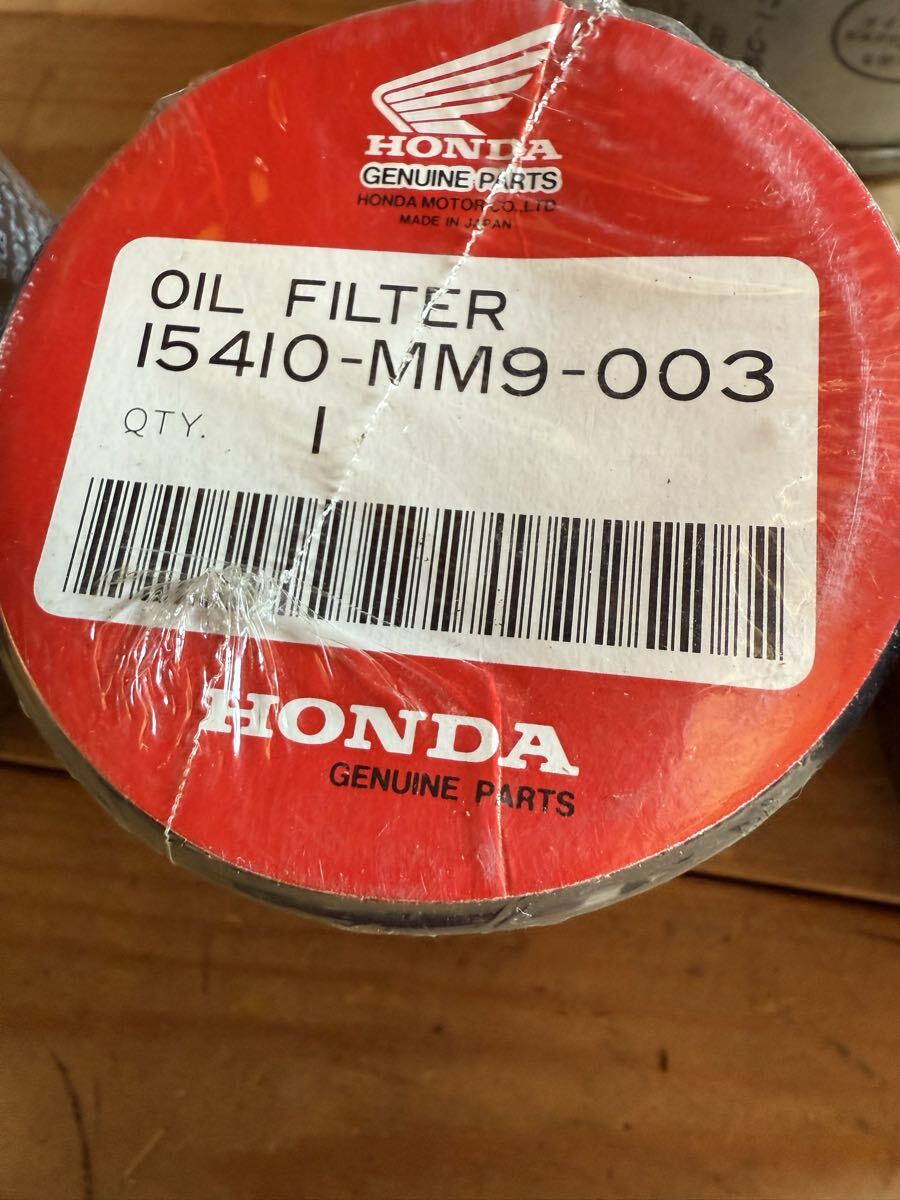 HONDA
GENUINE PARTS
HONDA MOTOR CO.,LTD.
MADE IN JAPAN
OIL FILTER
15410-MM9-003
QTY. 1
HONDA
GENUINE PARTS